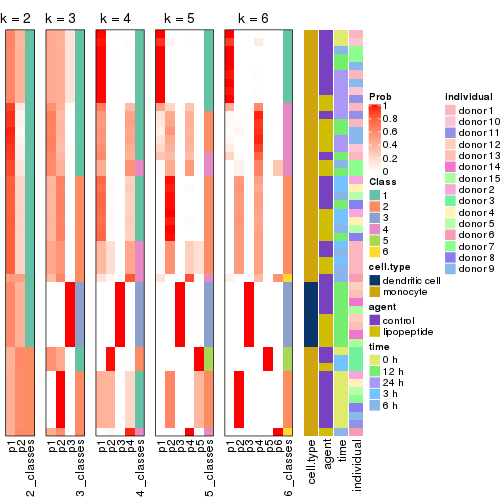 k = 2
k = 3
k = 4
k = 5
k = 6
p1
p2
2_classes
p1
p2
p3
3_classes
p1
p2
p3
p4
4_classes
p1
p2
p3
p4
p5
5_classes
p1
p2
p3
p4
p5
p6
6_classes
cell.type
agent
time
individual
Prob
1
0.8
0.6
0.4
0.2
0
Class
1
2
3
4
5
6
cell.type
dendritic cell
monocyte
agent
control
lipopeptide
time
0 h
12 h
24 h
3 h
6 h
individual
donor 1
donor 10
donor 11
donor 12
donor 13
donor 14
donor 15
donor 2
donor 3
donor 4
donor 5
donor 6
donor 7
donor 8
donor 9